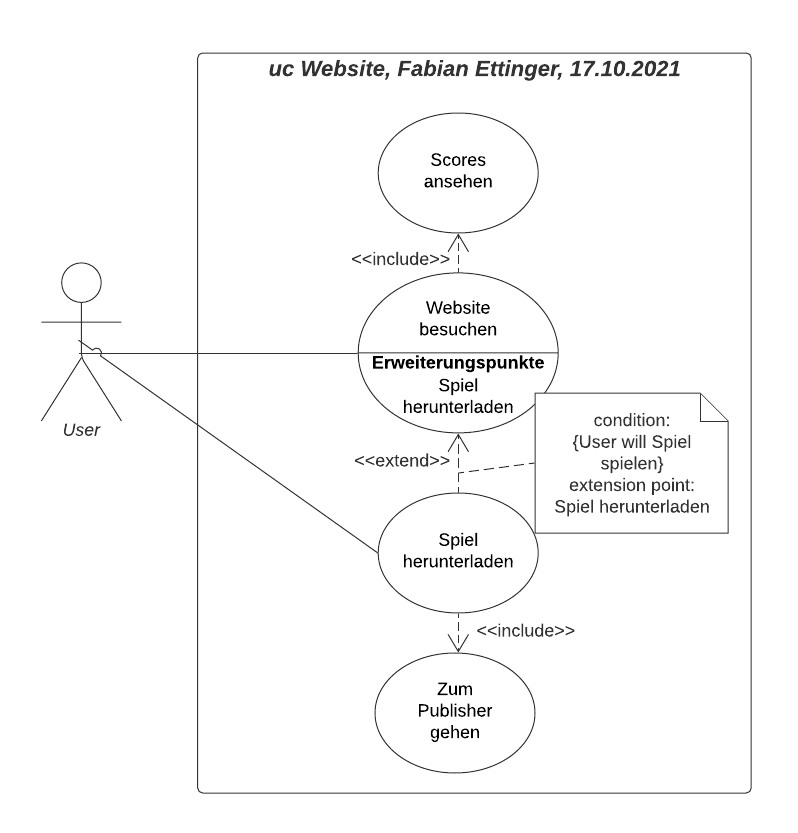 uc Website, Fabian Ettinger, 17.10.2021
Scores
ansehen
<<include>>
Website
besuchen
Erweiterungspunkte
Spiel
herunterladen
User
<<extend>>
condition:
{User will Spiel
spielen}
extension point:
Spiel herunterladen
Spiel
herunterladen
<<include>>
Zum
Publisher
gehen